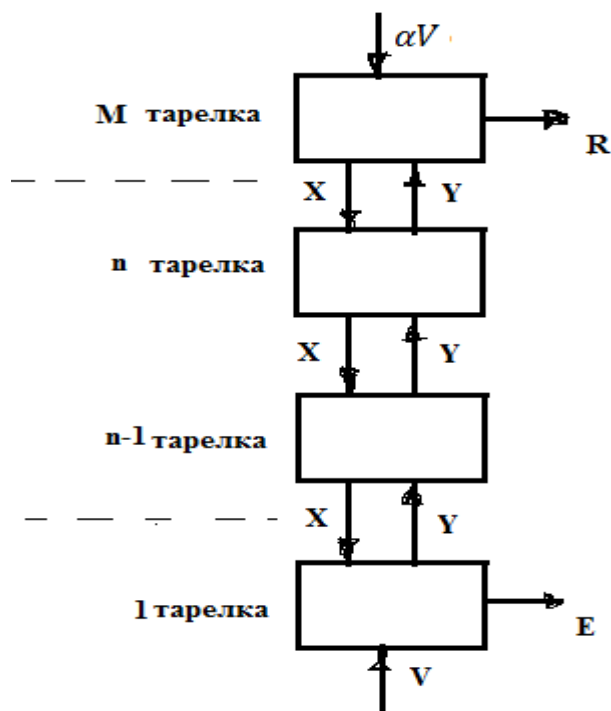 αV
M тарелка
R
X Y
n тарелка
X Y
n-1 тарелка
X Y
1 тарелка
E
V